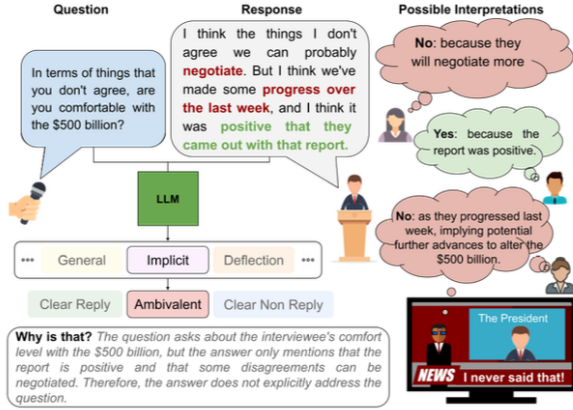 Question
Response
Possible Interpretations
In terms of things that
you don't agree, are
you comfortable with
the $500 billion?
I think the things I don't
agree we can probably
negotiate. But I think we've
made some progress over
the last week, and I think it
was positive that they
came out with that report.
No: because they
will negotiate more
Yes: because the
report was positive.
No: as they progressed last
week, implying potential
further advances to alter the
$500 billion.
LLM
••• General Implicit Deflection •••
Clear Reply Ambivalent Clear Non Reply
Why is that? The question asks about the interviewee's comfort
level with the $500 billion, but the answer only mentions that the
report is positive and that some disagreements can be
negotiated. Therefore, the answer does not explicitly address the
question.
The President
NEWS I never said that!